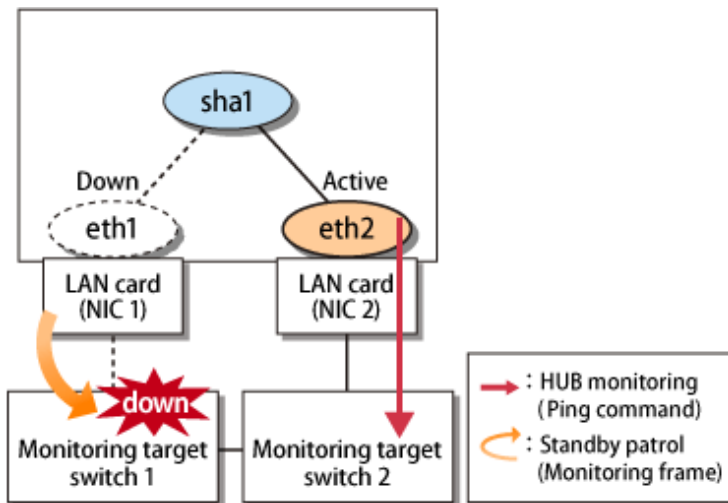 sha1
Down
Active
eth1
eth2
LAN card
(NIC 1)
LAN card
(NIC 2)
down
Monitoring target
switch 1
Monitoring target
switch 2
: HUB monitoring
(Ping command)
: Standby patrol
(Monitoring frame)